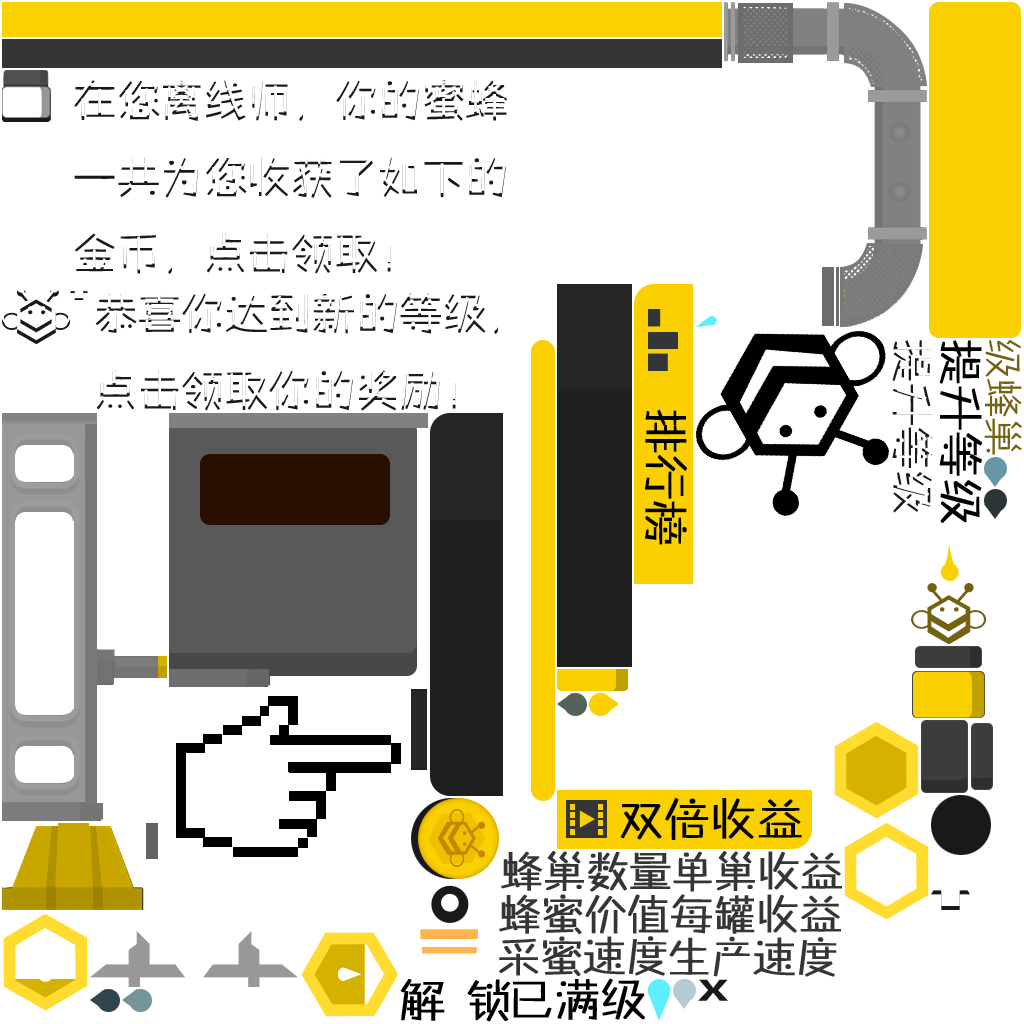 在您离线师，你的蜜蜂
一共为您收获了如下的
金币，点击领取！
恭喜你达到新的等级，
点击领取你的奖励！
排行榜
提升等级
提升等级
级蜂巢
双倍收益
蜂巢数量单巢收益
蜂蜜价值每罐收益
采蜜速度生产速度
解 锁已满级
X